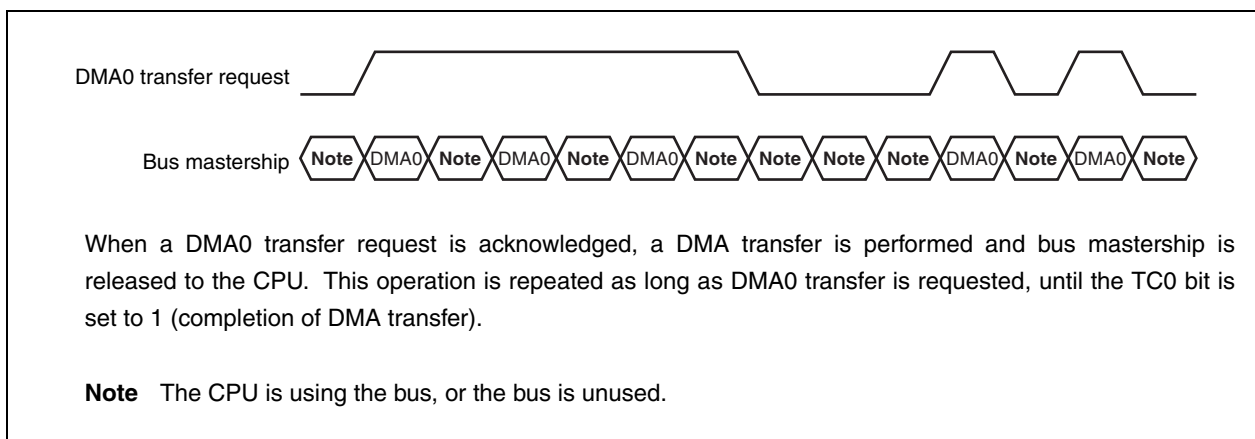 DMA0 transfer request
Bus mastership Note DMA0 Note DMA0 Note DMA0 Note Note Note Note DMA0 Note DMA0 Note
When a DMA0 transfer request is acknowledged, a DMA transfer is performed and bus mastership is
released to the CPU. This operation is repeated as long as DMA0 transfer is requested, until the TC0 bit is
set to 1 (completion of DMA transfer).
Note The CPU is using the bus, or the bus is unused.